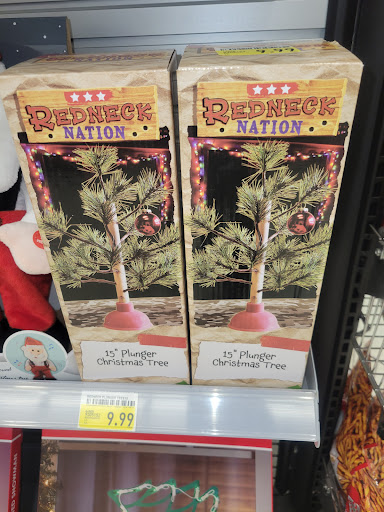 REDNECK
NATION
15" Plunger
Christmas Tree
REDNECK
NATION
15" Plunger
Christmas Tree
9.99